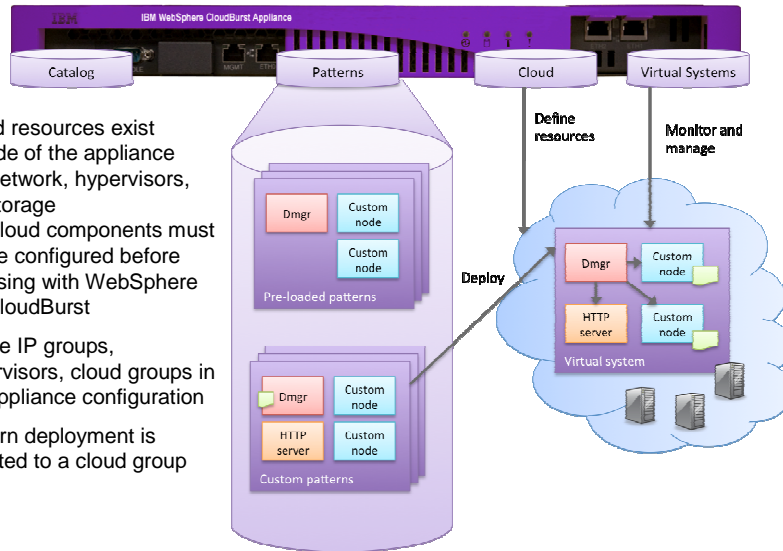 IBM
IBM WebSphere CloudBurst Appliance
MGMT
Catalog
Patterns
Cloud
Virtual Systems
d resources exist
de of the appliance
etwork, hypervisors,
torage
loud components must
e configured before
sing with WebSphere
loudBurst
e IP groups,
rvisors, cloud groups in
ppliance configuration
rn deployment is
ted to a cloud group
Dmgr
Custom
node
Custom
node
Pre-loaded patterns
Dmgr
Custom
node
HTTP
server
Custom
node
Custom patterns
Deploy
Define
resources
Monitor and
manage
Dmgr
Custom
node
HTTP
server
Custom
node
Virtual system